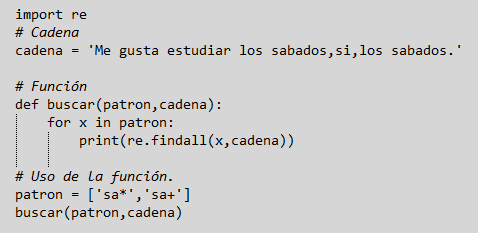 import re
# Cadena
cadena = 'Me gusta estudiar los sabados,si,los sabados.'
# Función
def buscar(patron,cadena):
for x in patron:
print(re.findall(x,cadena))
# Uso de la función.
patron = ['sa*','sa+']
buscar(patron,cadena)